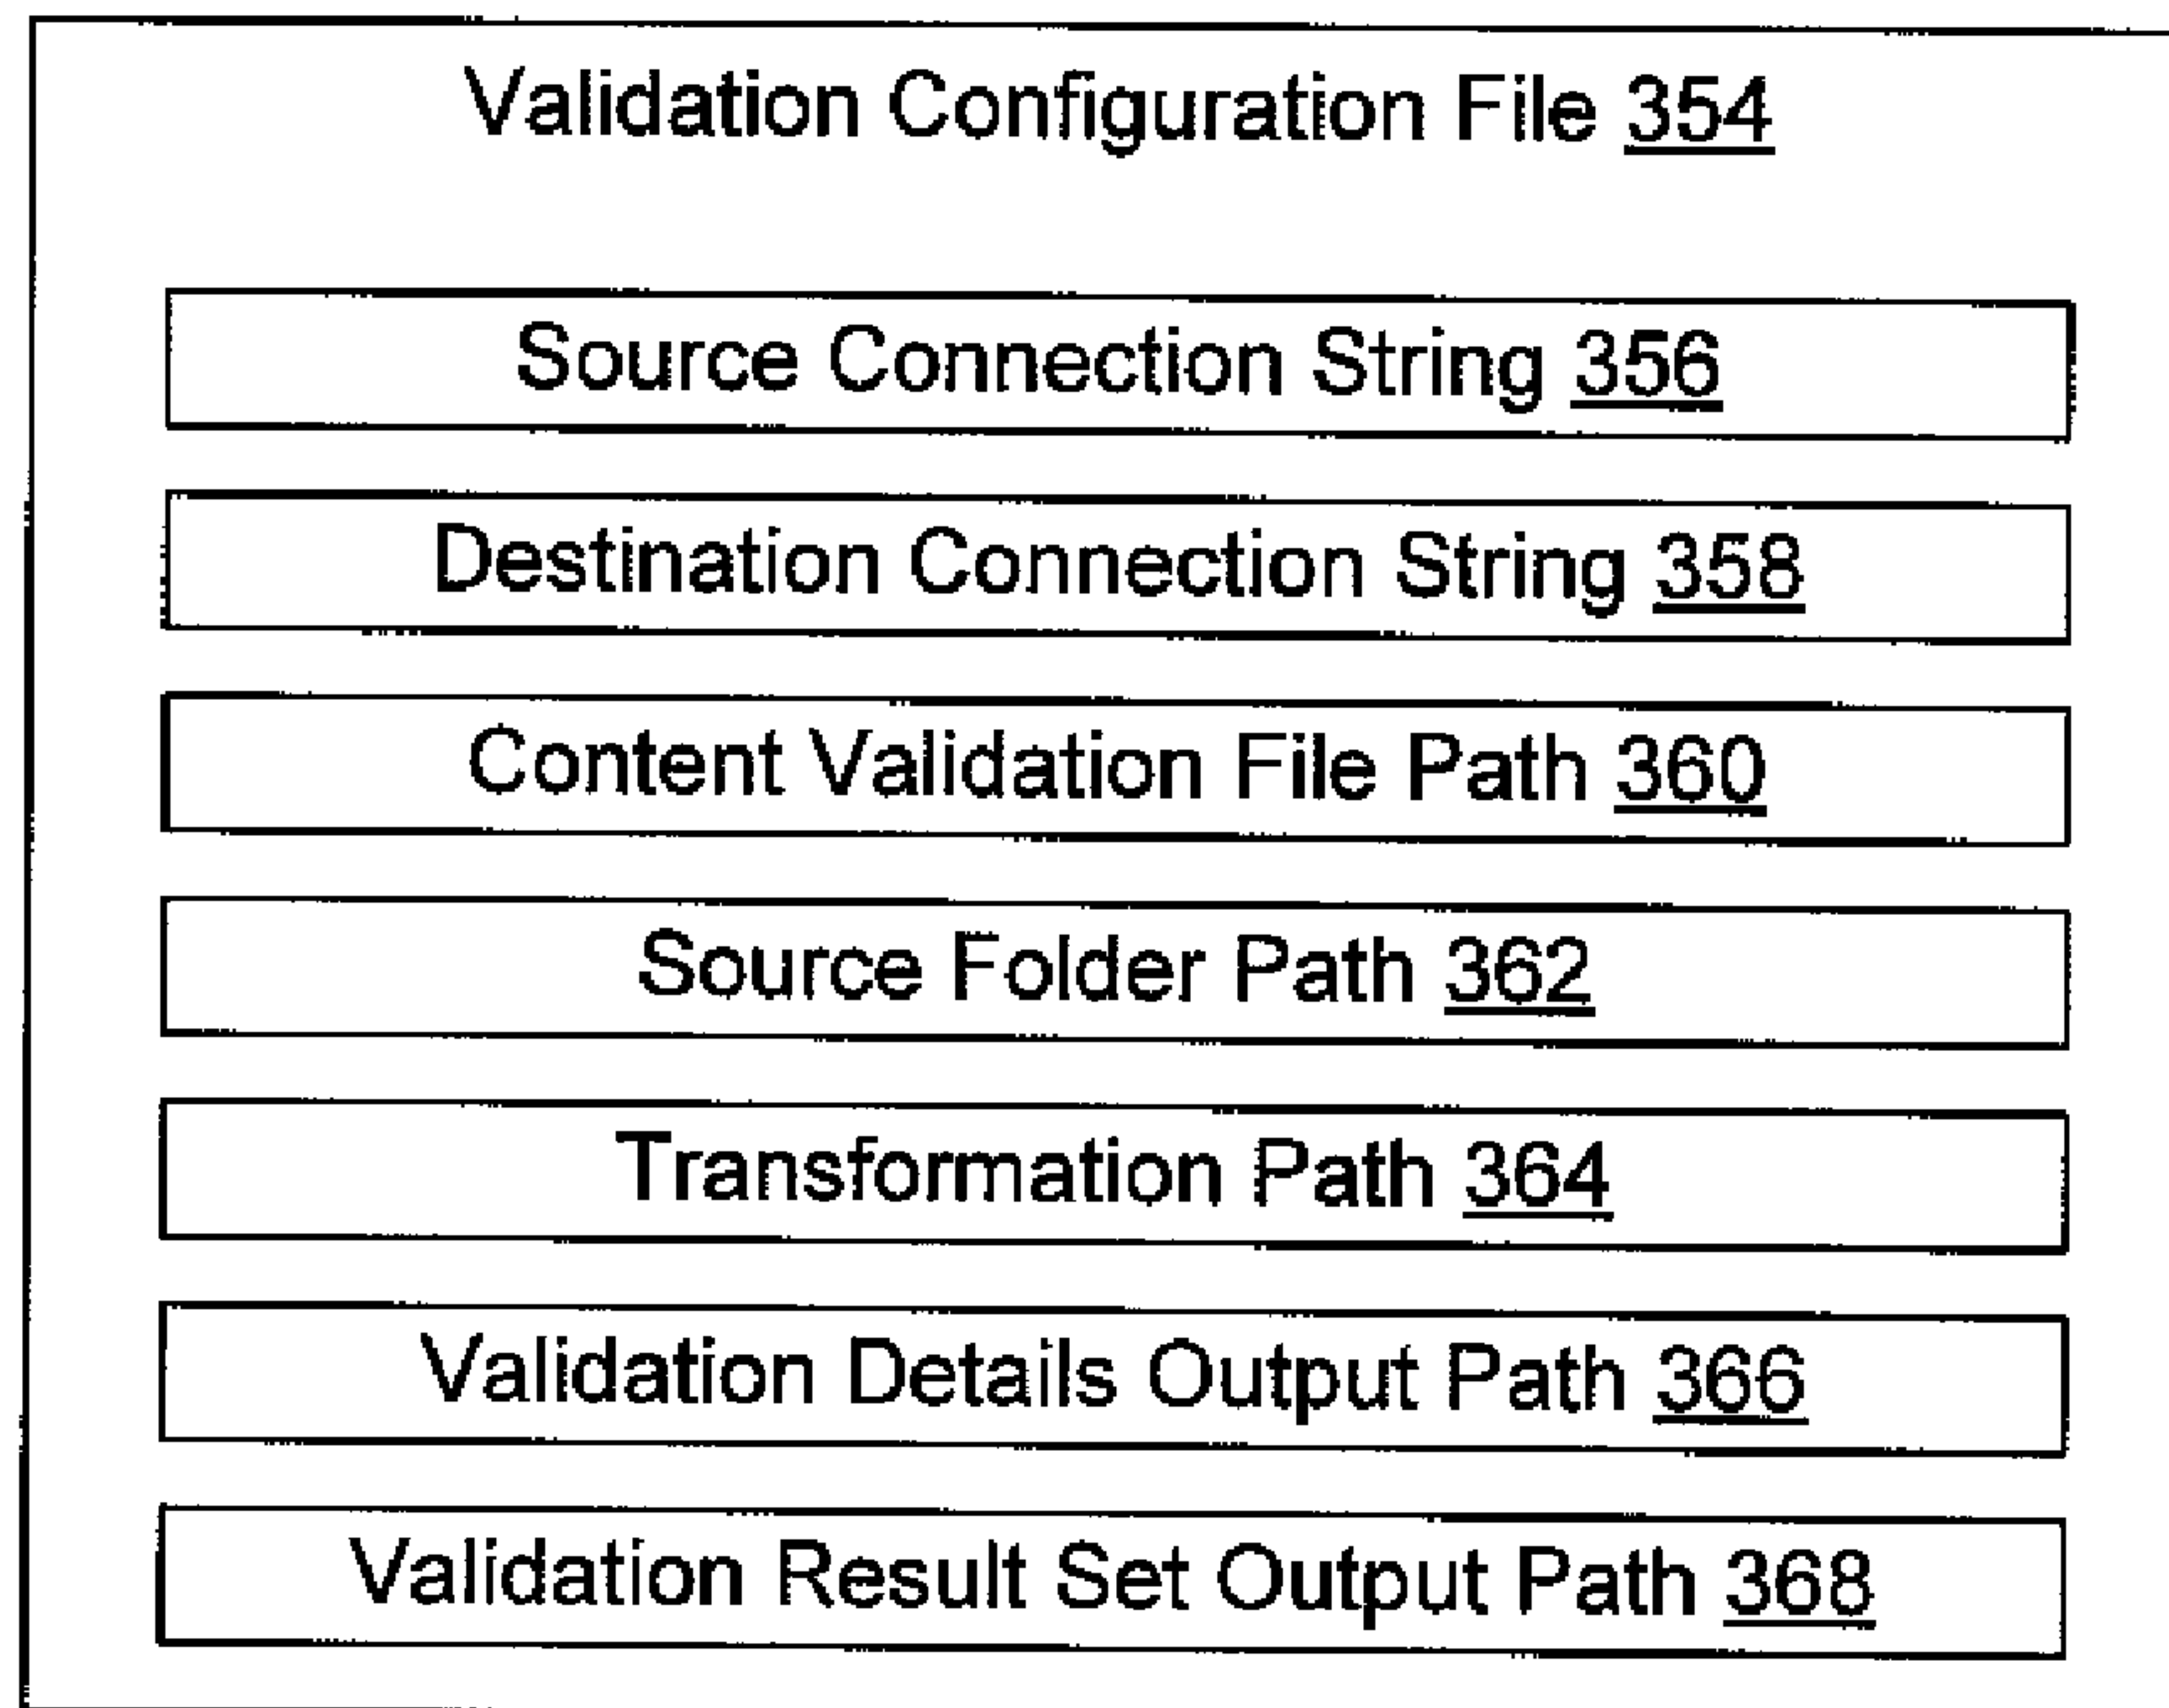 Validation Configuration File 354
Source Connection String 356
Destination Connection String 358
Content Validation File Path 360
Source Folder Path 362
Transformation Path 364
Validation Details Output Path 366
Validation Result Set Output Path 368